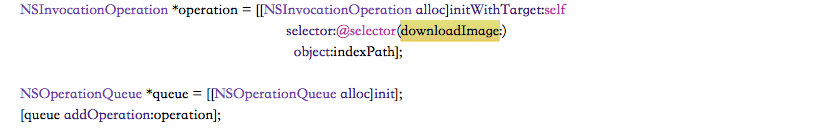 NSInvocationOperation *operation = [[NSInvocationOperation alloc]initWithTarget:self
selector:@selector(downloadImage:)
object:indexPath];
NSOperationQueue *queue = [[NSOperationQueue alloc]init];
[queue addOperation:operation];